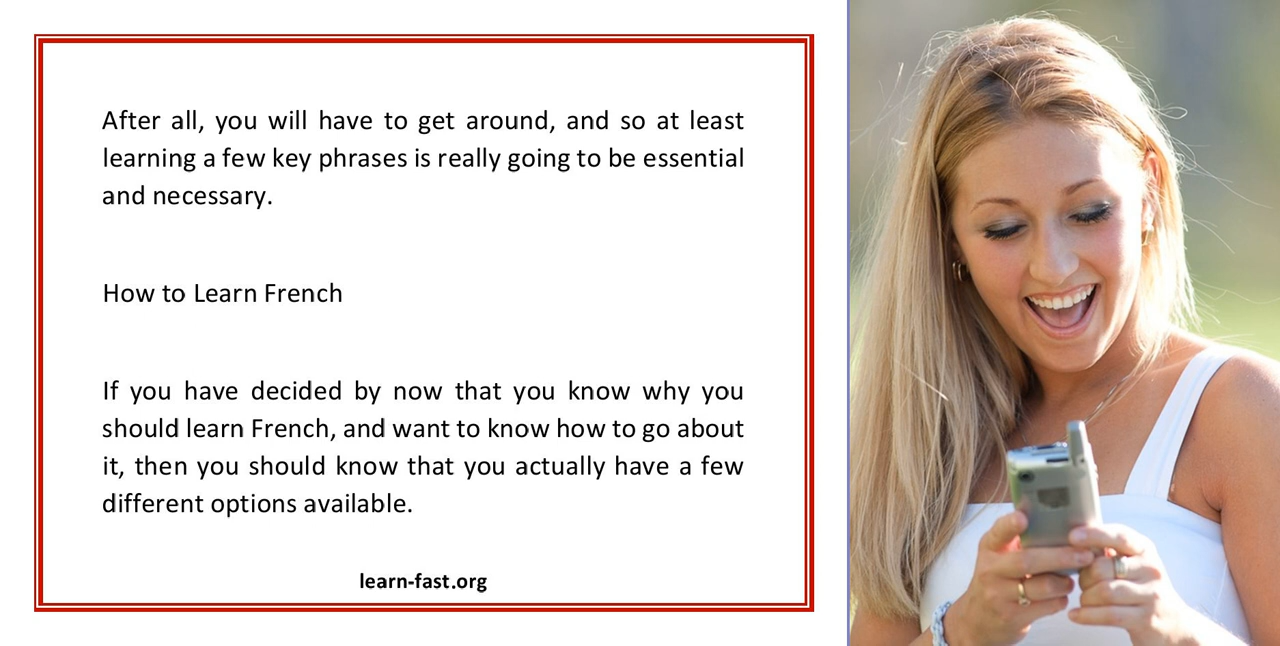 After all, you will have to get around, and so at least
learning a few key phrases is really going to be essential
and necessary.
How to Learn French
If you have decided by now that you know why you
should learn French, and want to know how to go about
it, then you should know that you actually have a few
different options available.
learn-fast.org